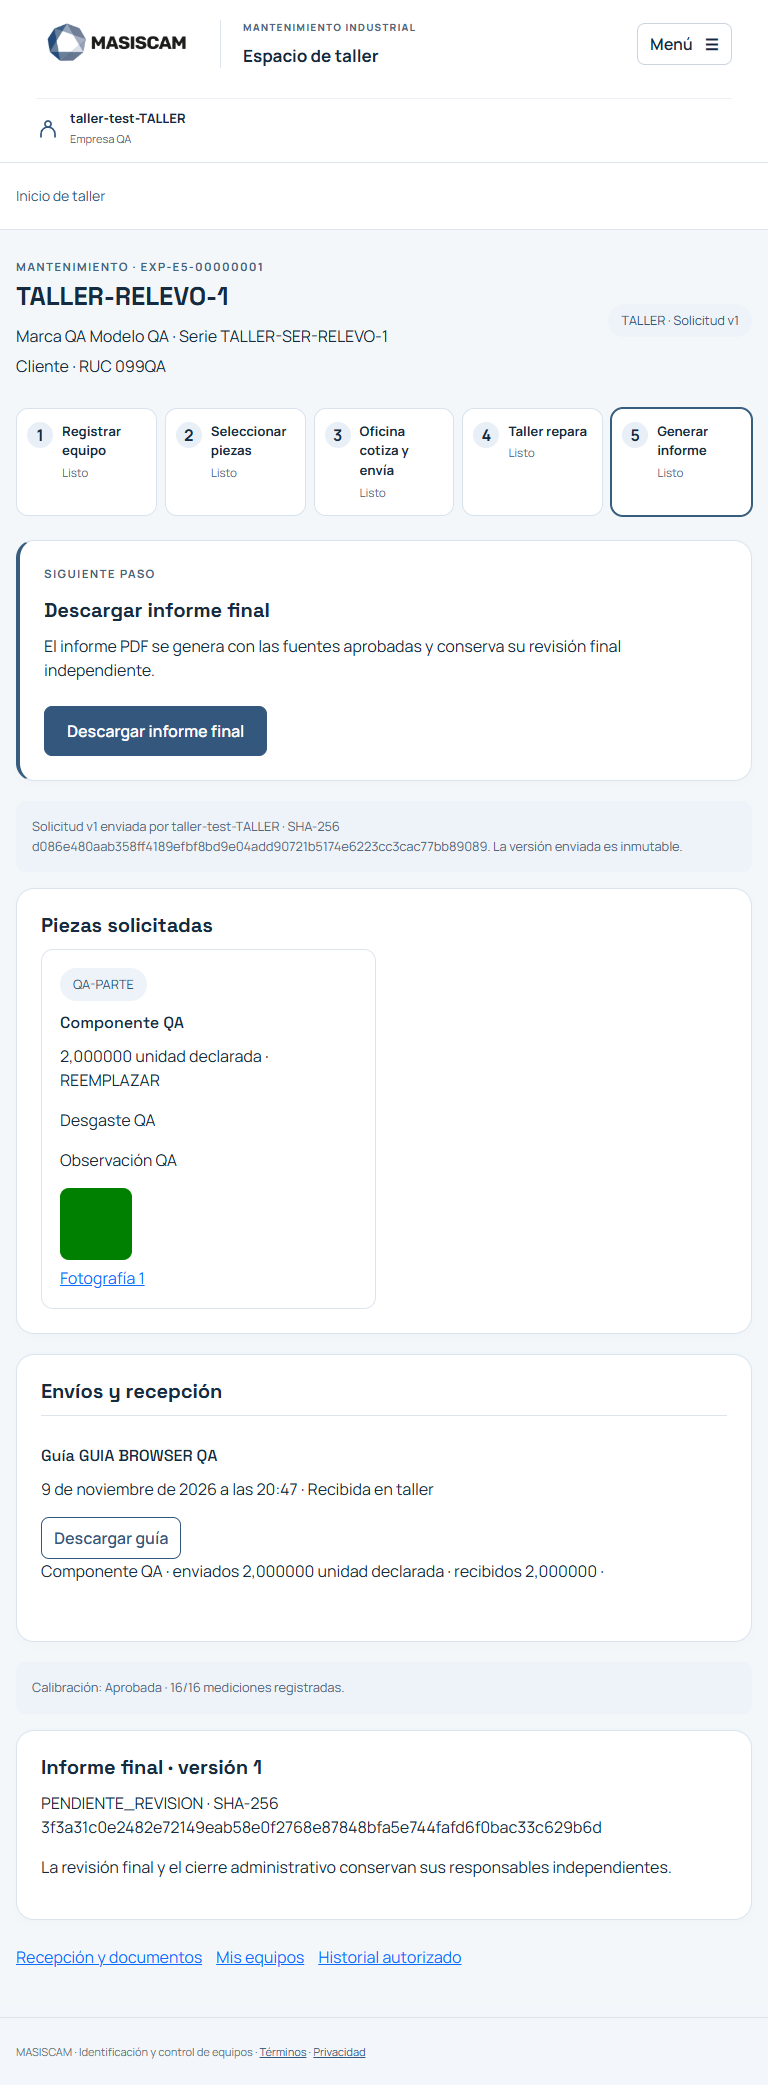 MASISCAM
MANTENIMIENTO INDUSTRIAL
Espacio de taller
Menú
taller-test-TALLER
Empresa QA
Inicio de taller
MANTENIMIENTO · EXP-E5-00000001
TALLER-RELEVO-1
Marca QA Modelo QA · Serie TALLER-SER-RELEVO-1
Cliente · RUC 099QA
TALLER · Solicitud v1
1
Registrar
equipo
Listo
2
Seleccionar
piezas
Listo
3
Oficina
cotiza y
envía
Listo
4
Taller repara
Listo
5
Generar
informe
Listo
SIGUIENTE PASO
Descargar informe final
El informe PDF se genera con las fuentes aprobadas y conserva su revisión final
independiente.
Descargar informe final
Solicitud v1 enviada por taller-test-TALLER · SHA-256
d086e480aab358ff4189efbf8bd9e04add90721b5174e6223cc3cac77bb89089. La versión enviada es inmutable.
Piezas solicitadas
QA-PARTE
Componente QA
2,000000 unidad declarada ·
REEMPLAZAR
Desgaste QA
Observación QA
Fotografía 1
Envíos y recepción
Guía GUIA BROWSER QA
9 de noviembre de 2026 a las 20:47 · Recibida en taller
Descargar guía
Componente QA · enviados 2,000000 unidad declarada · recibidos 2,000000 ·
Calibración: Aprobada · 16/16 mediciones registradas.
Informe final · versión 1
PENDIENTE_REVISION · SHA-256
3f3a31c0e2482e72149eab58e0f2768e87848bfa5e744fafd6f0bac33c629b6d
La revisión final y el cierre administrativo conservan sus responsables independientes.
Recepción y documentos Mis equipos Historial autorizado
MASISCAM · Identificación y control de equipos · Términos · Privacidad